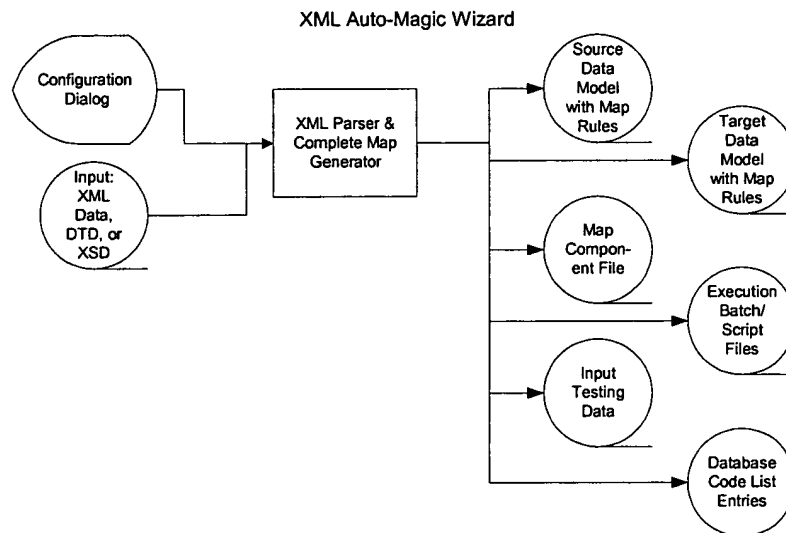 XML Auto-Magic Wizard
Configuration
Dialog
Input:
XML
Data,
DTD, or
XSD
XML Parser &
Complete Map
Generator
Source
Data
Model
with Map
Rules
Target
Data
Model
with Map
Rules
Map
Compon-
ent File
Execution
Batch/
Script
Files
Input
Testing
Data
Database
Code List
Entries